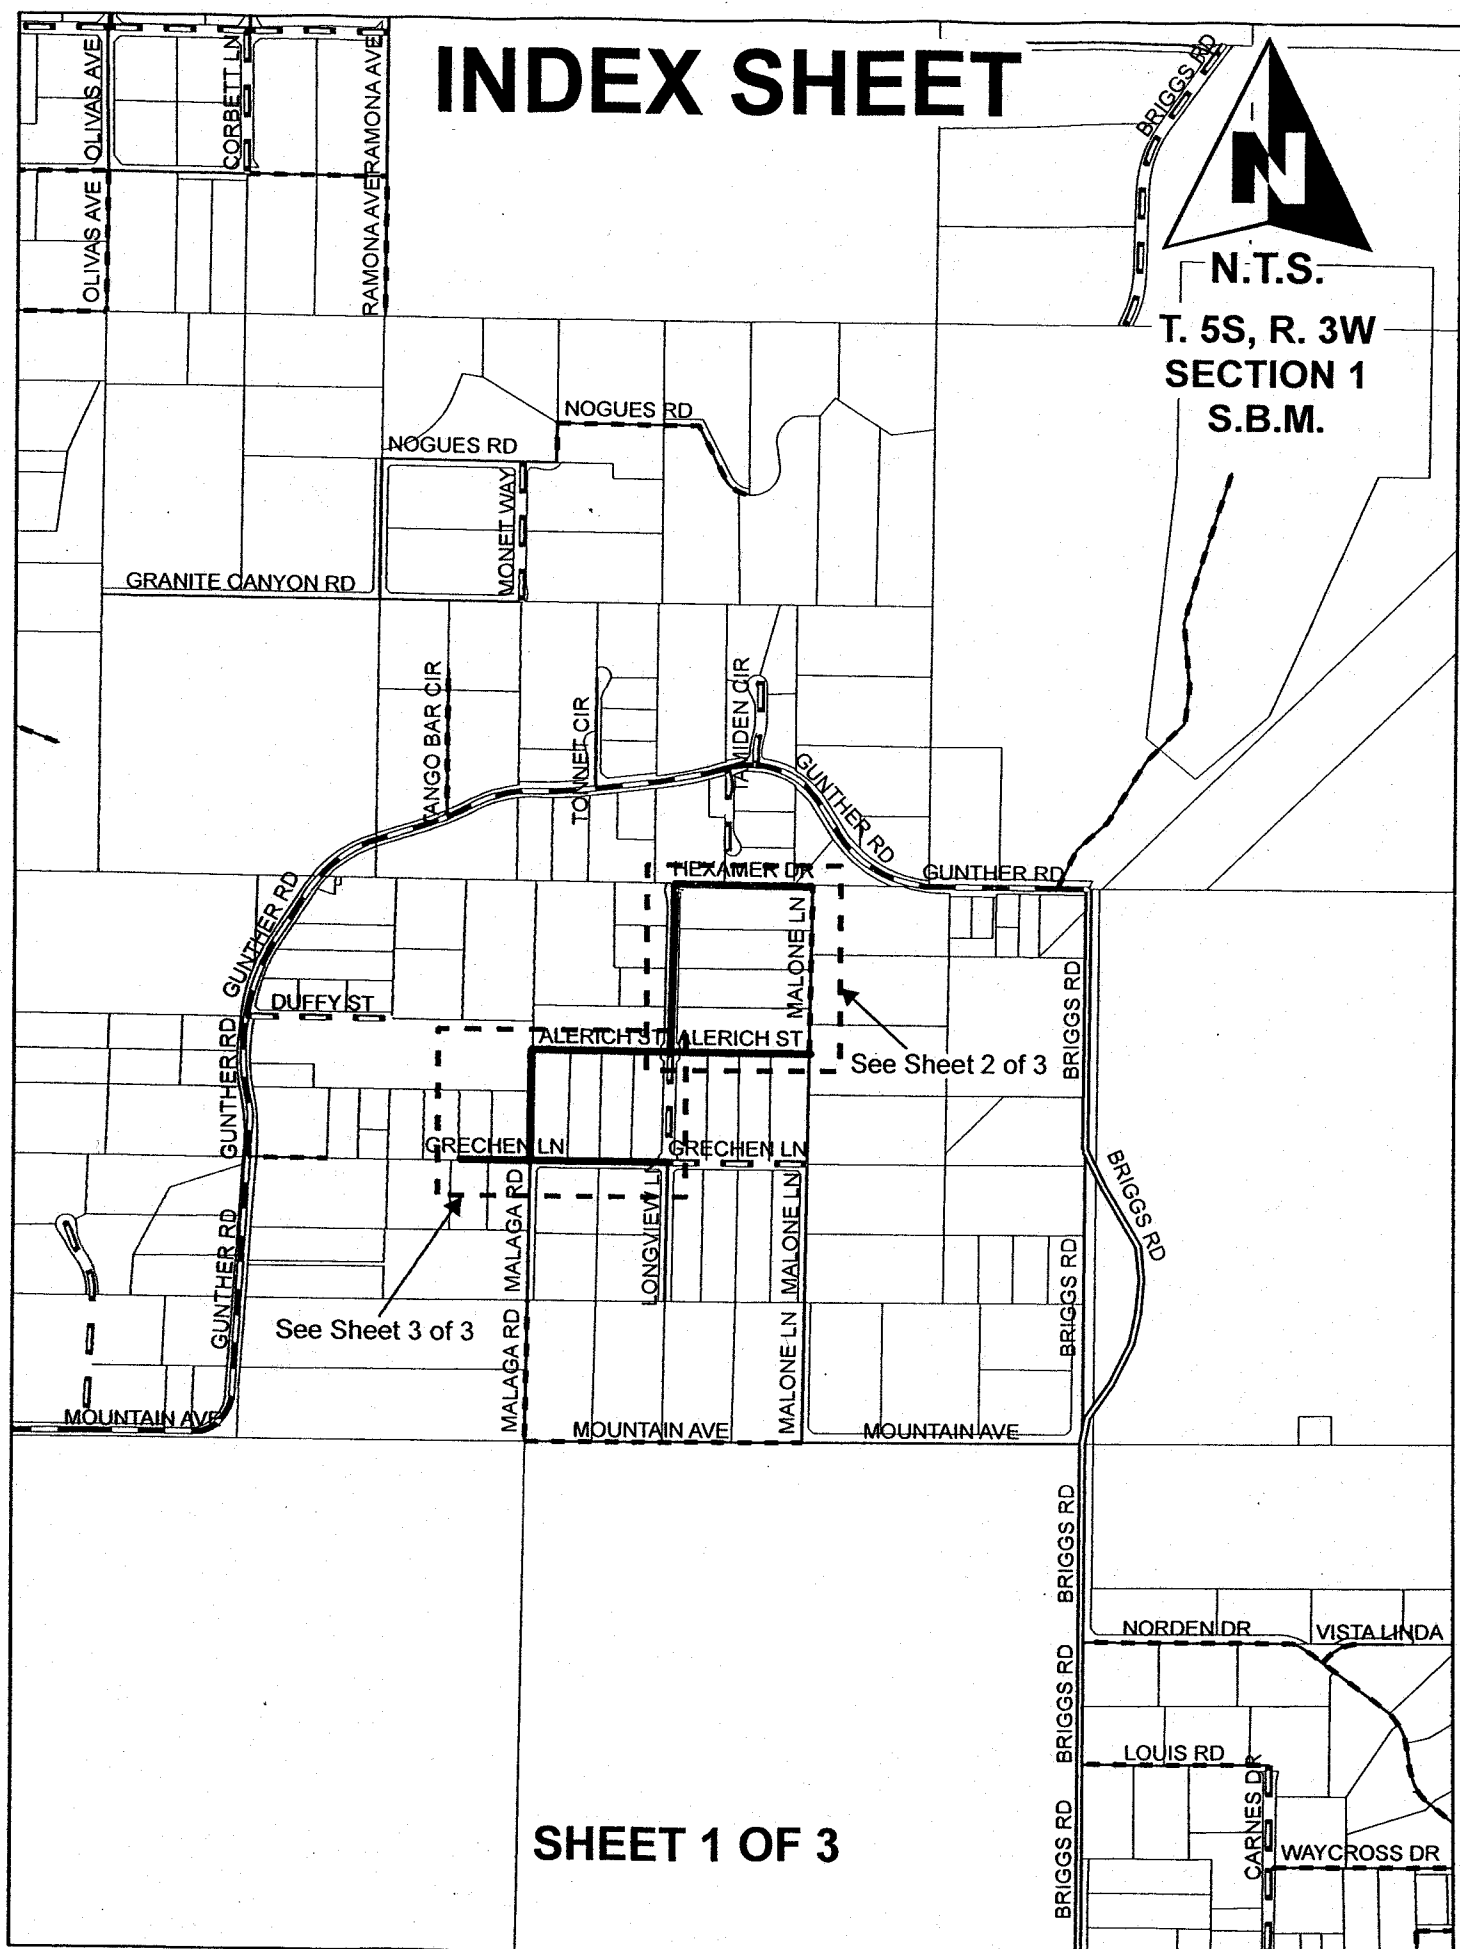 INDEX SHEET
OLIVAS AVE
CORBETT LN
RAMONA AVE
BRIGGS RD
N
OLIVAS AVE
RAMONA AVE
N.T.S.
T. 5S, R. 3W
SECTION 1
S.B.M.
NOGUES RD
NOGUES RD
MONET WAY
GRANITE CANYON RD
TANGO BAR CIR
TONNET CIR
GUNTHER RD
HEXAMER DR
GUNTHER RD
GUNTHER RD
MALONE LN
BRIGGS RD
DUFFY ST
ALERICH ST
ALERICH ST
GUNTHER RD
See Sheet 2 of 3
GRECHEN LN
GRECHEN LN
MALAGA RD
LONGVIEW LN
MALONE LN
BRIGGS RD
BRIGGS RD
GUNTHER RD
See Sheet 3 of 3
MALAGA RD
MALONE LN
MOUNTAIN AVE
MOUNTAIN AVE
MOUNTAIN AVE
BRIGGS RD
NORDEN DR
VISTA LINDA
BRIGGS RD
LOUIS RD
CARNES DR
SHEET 1 OF 3
BRIGGS RD
WAYCROSS DR